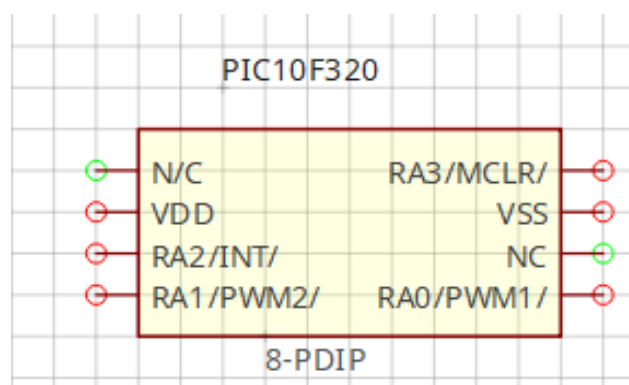 PIC10F320
N/C RA3/MCLR/
VDD VSS
RA2/INT/ NC
RA1/PWM2/ RA0/PWM1/
8-PDIP